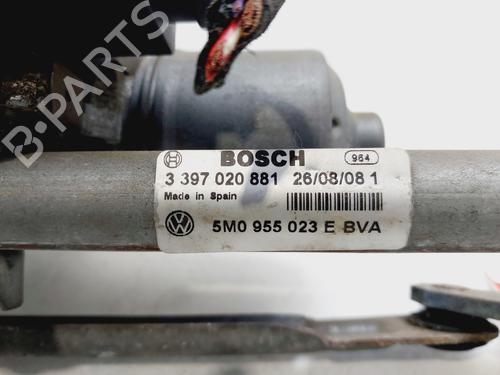 B-PARTS
BOSCH 964
3 397 020 881 26/08/08 1
Made in Spain
5M0 955 023 E BVA